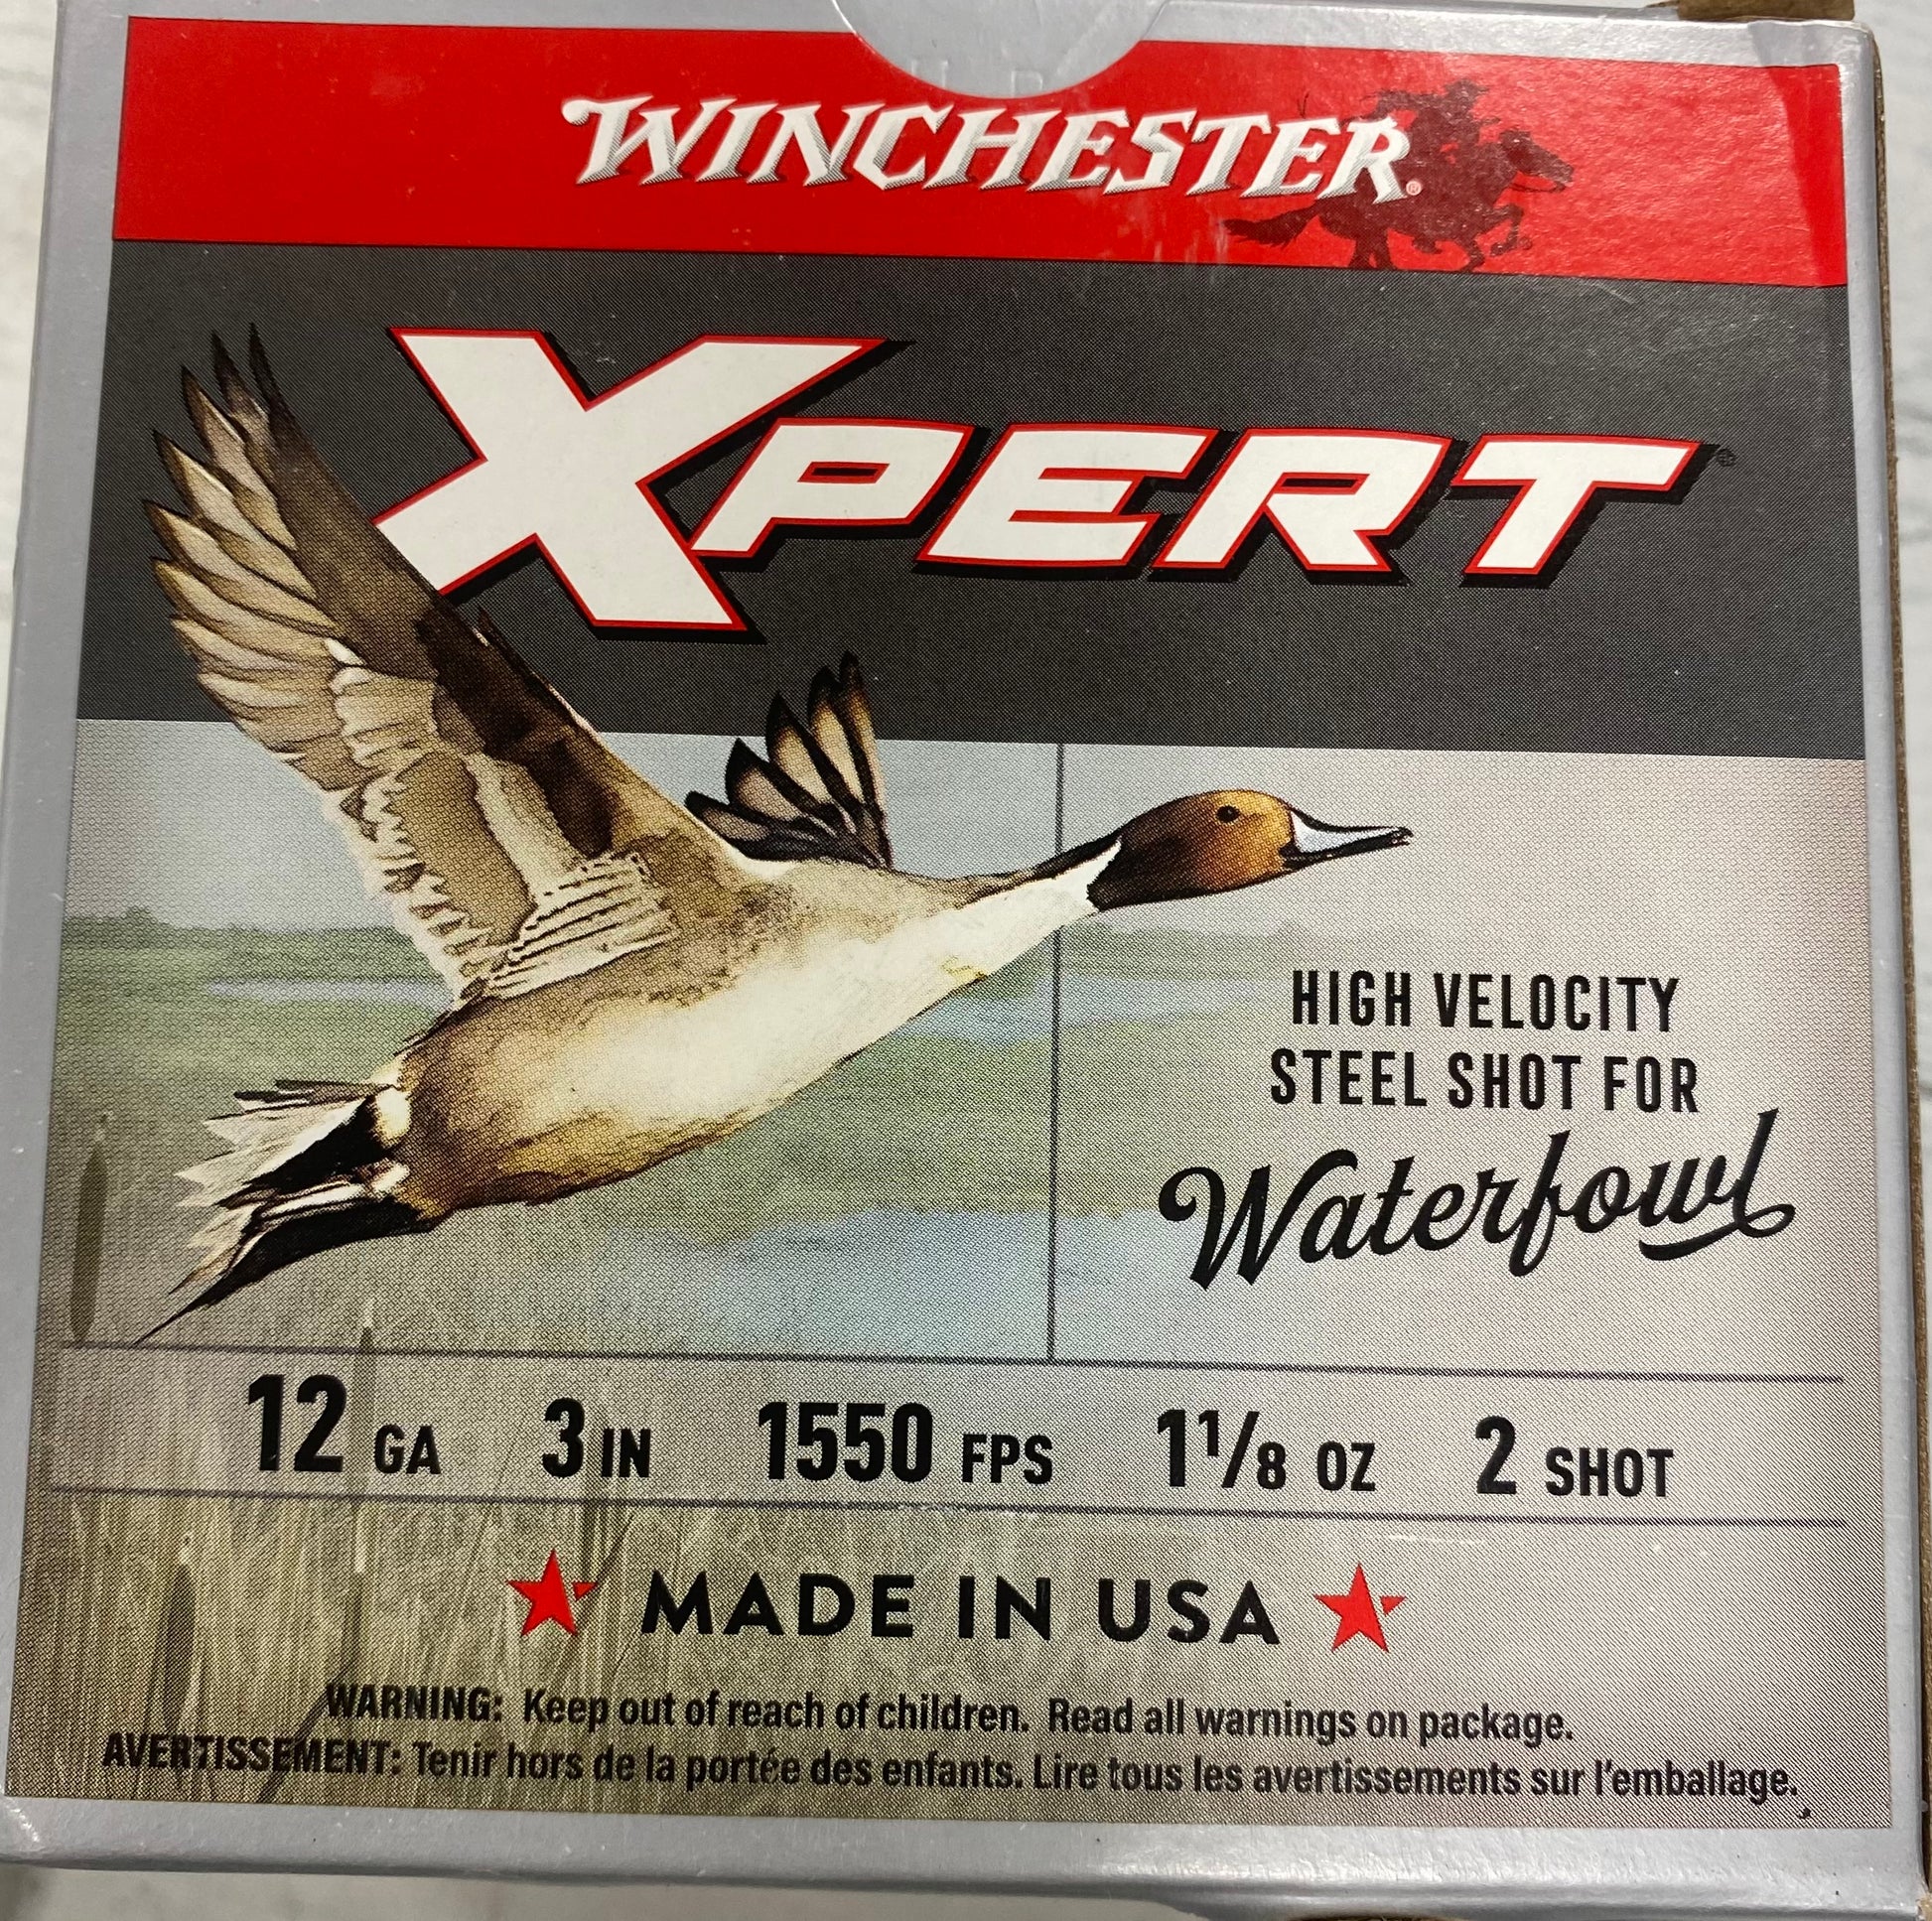 WINCHESTER®
XPERT®
HIGH VELOCITY
STEEL SHOT FOR
Waterfowl
12 GA 3 IN 1550 FPS 1 1/8 OZ 2 SHOT
MADE IN USA
WARNING: Keep out of reach of children. Read all warnings on package.
AVERTISSEMENT: Tenir hors de la portée des enfants. Lire tous les avertissements sur l'emballage.